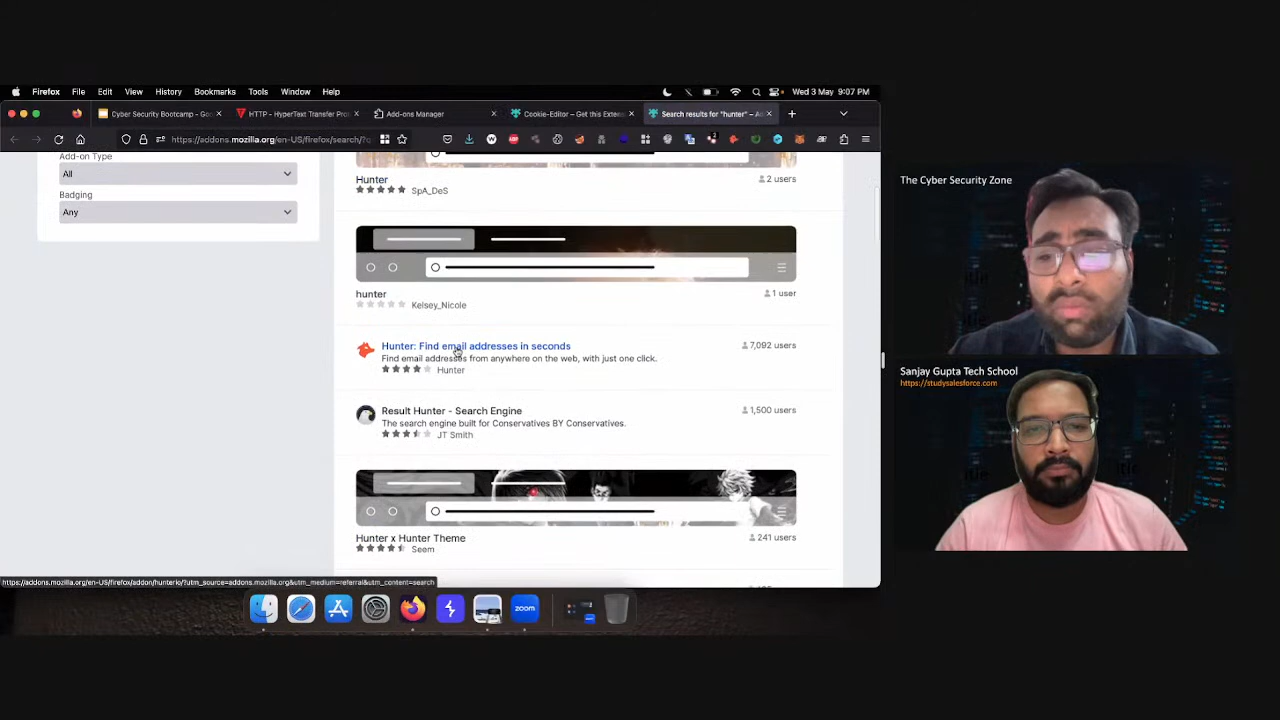 Firefox File Edit View History Bookmarks Tools Window Help Wed 3 May 9:07 PM
Cyber Security Bootcamp - Goo HTTP - HyperText Transfer Pro Add-ons Manager Cookie-Editor – Get this Exten Search results for "hunter" – Ad
https://addons.mozilla.org/en-US/firefox/search/?q
Add-on Type
All
Badging
Any
Hunter 2 users
SpA_DeS
hunter 1 user
Kelsey_Nicole
Hunter: Find email addresses in seconds 7,092 users
Find email addresses from anywhere on the web, with just one click.
Hunter
Result Hunter - Search Engine 1,500 users
The search engine built for Conservatives BY Conservatives.
JT Smith
Hunter x Hunter Theme 241 users
Seem
https://addons.mozilla.org/en-US/firefox/addon/hunterio/?utm_source=addons.mozilla.org&utm_medium=referral&utm_content=search
zoom
The Cyber Security Zone
Sanjay Gupta Tech School
https://studysalesforce.com